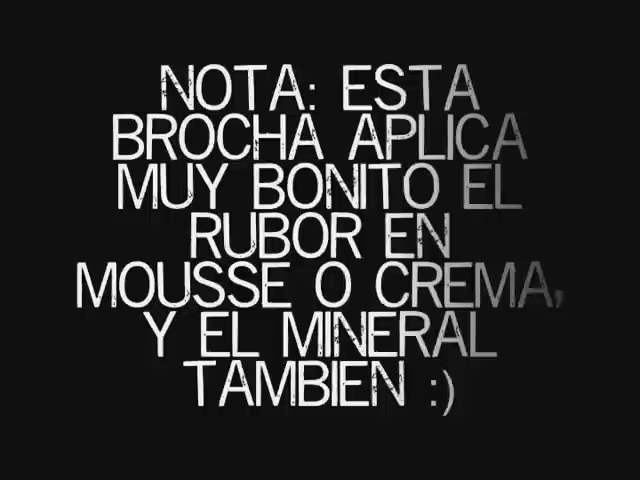 NOTA: ESTA
BROCHA APLICA
MUY BONITO EL
RUBOR EN
MOUSSE O CREMA,
Y EL MINERAL
TAMBIEN :)